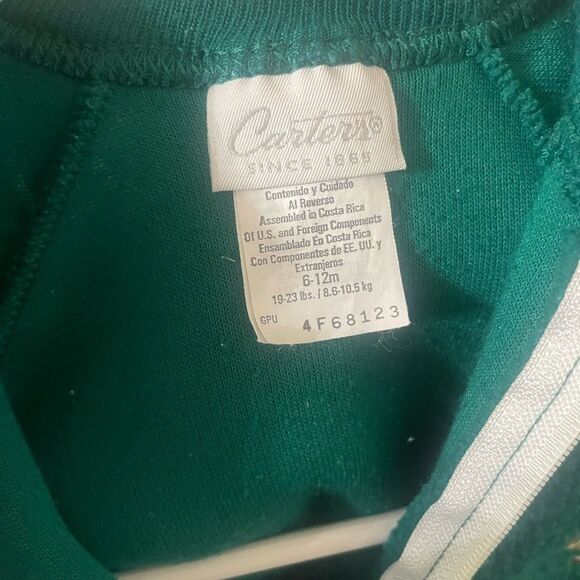 Carter's®
SINCE 1865
Contenido y Cuidado
Al Reverso
Assembled in Costa Rica
Of U.S. and Foreign Components
Ensamblado En Costa Rica
Con Componentes de EE. UU. y
Extranjeros
6-12m
19-23 lbs. / 8.6-10.5 kg
GPU 4F68123